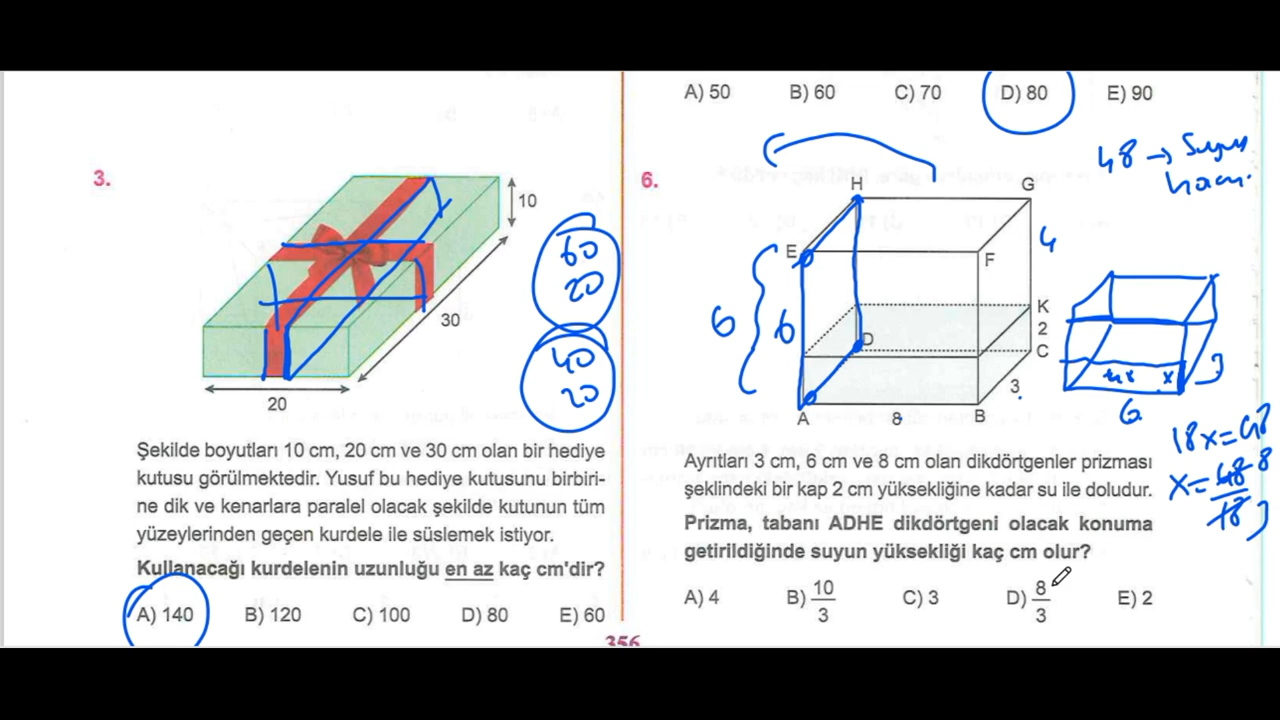 3.
10
30
20
60
20
40
20
Şekilde boyutları 10 cm, 20 cm ve 30 cm olan bir hediye
kutusu görülmektedir. Yusuf bu hediye kutusunu birbiri-
ne dik ve kenarlara paralel olacak şekilde kutunun tüm
yüzeylerinden geçen kurdele ile süslemek istiyor.
Kullanacağı kurdelenin uzunluğu en az kaç cm'dir?
A) 140 B) 120 C) 100 D) 80 E) 60
356
A) 50 B) 60 C) 70 D) 80 E) 90
6.
48 → Suyun
hacmi
H G
E F
4
K
2
D C
3
A 8 B
6 6
48 x 3
6
18x=48
x=48 8
18 3
Ayrıtları 3 cm, 6 cm ve 8 cm olan dikdörtgenler prizması
şeklindeki bir kap 2 cm yüksekliğine kadar su ile doludur.
Prizma, tabanı ADHE dikdörtgeni olacak konuma
getirildiğinde suyun yüksekliği kaç cm olur?
A) 4 B) 10/3 C) 3 D) 8/3 E) 2